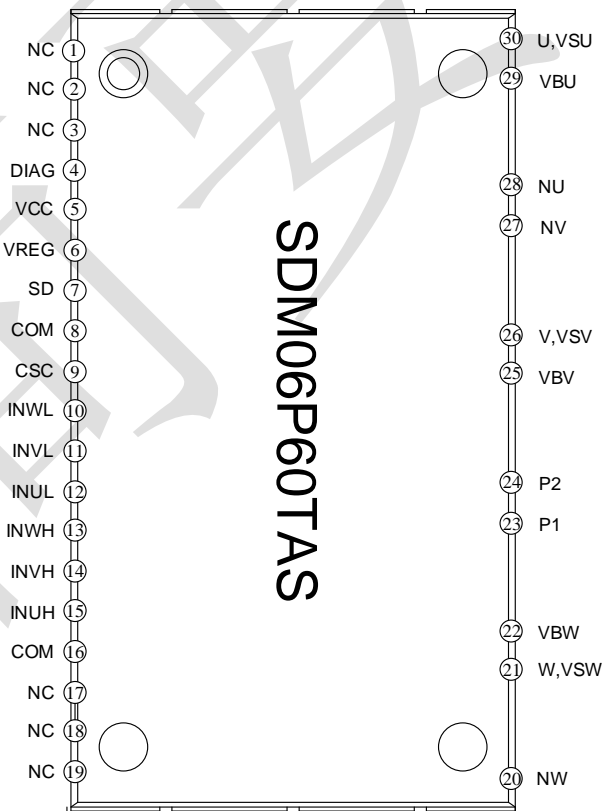 NC 1
NC 2
NC 3
DIAG 4
VCC 5
VREG 6
SD 7
COM 8
CSC 9
INWL 10
INVL 11
INUL 12
INWH 13
INVH 14
INUH 15
COM 16
NC 17
NC 18
NC 19
SDM06P60TAS
30 U,VSU
29 VBU
28 NU
27 NV
26 V,VSV
25 VBV
24 P2
23 P1
22 VBW
21 W,VSW
20 NW